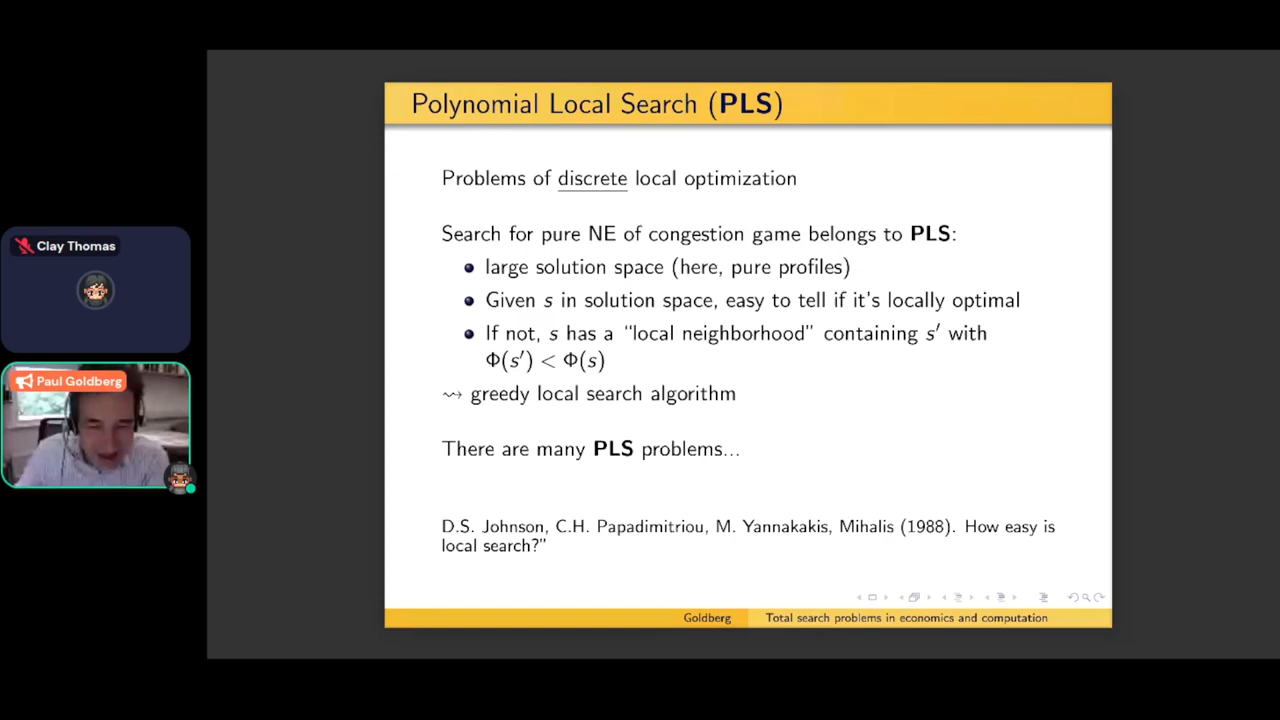 Polynomial Local Search (PLS)
Problems of discrete local optimization
Search for pure NE of congestion game belongs to PLS:
large solution space (here, pure profiles)
Given s in solution space, easy to tell if it's locally optimal
If not, s has a “local neighborhood” containing s′ with
Φ(s′) < Φ(s)
⇝ greedy local search algorithm
There are many PLS problems...
D.S. Johnson, C.H. Papadimitriou, M. Yannakakis, Mihalis (1988). How easy is
local search?”
Goldberg
Total search problems in economics and computation
Clay Thomas
Paul Goldberg